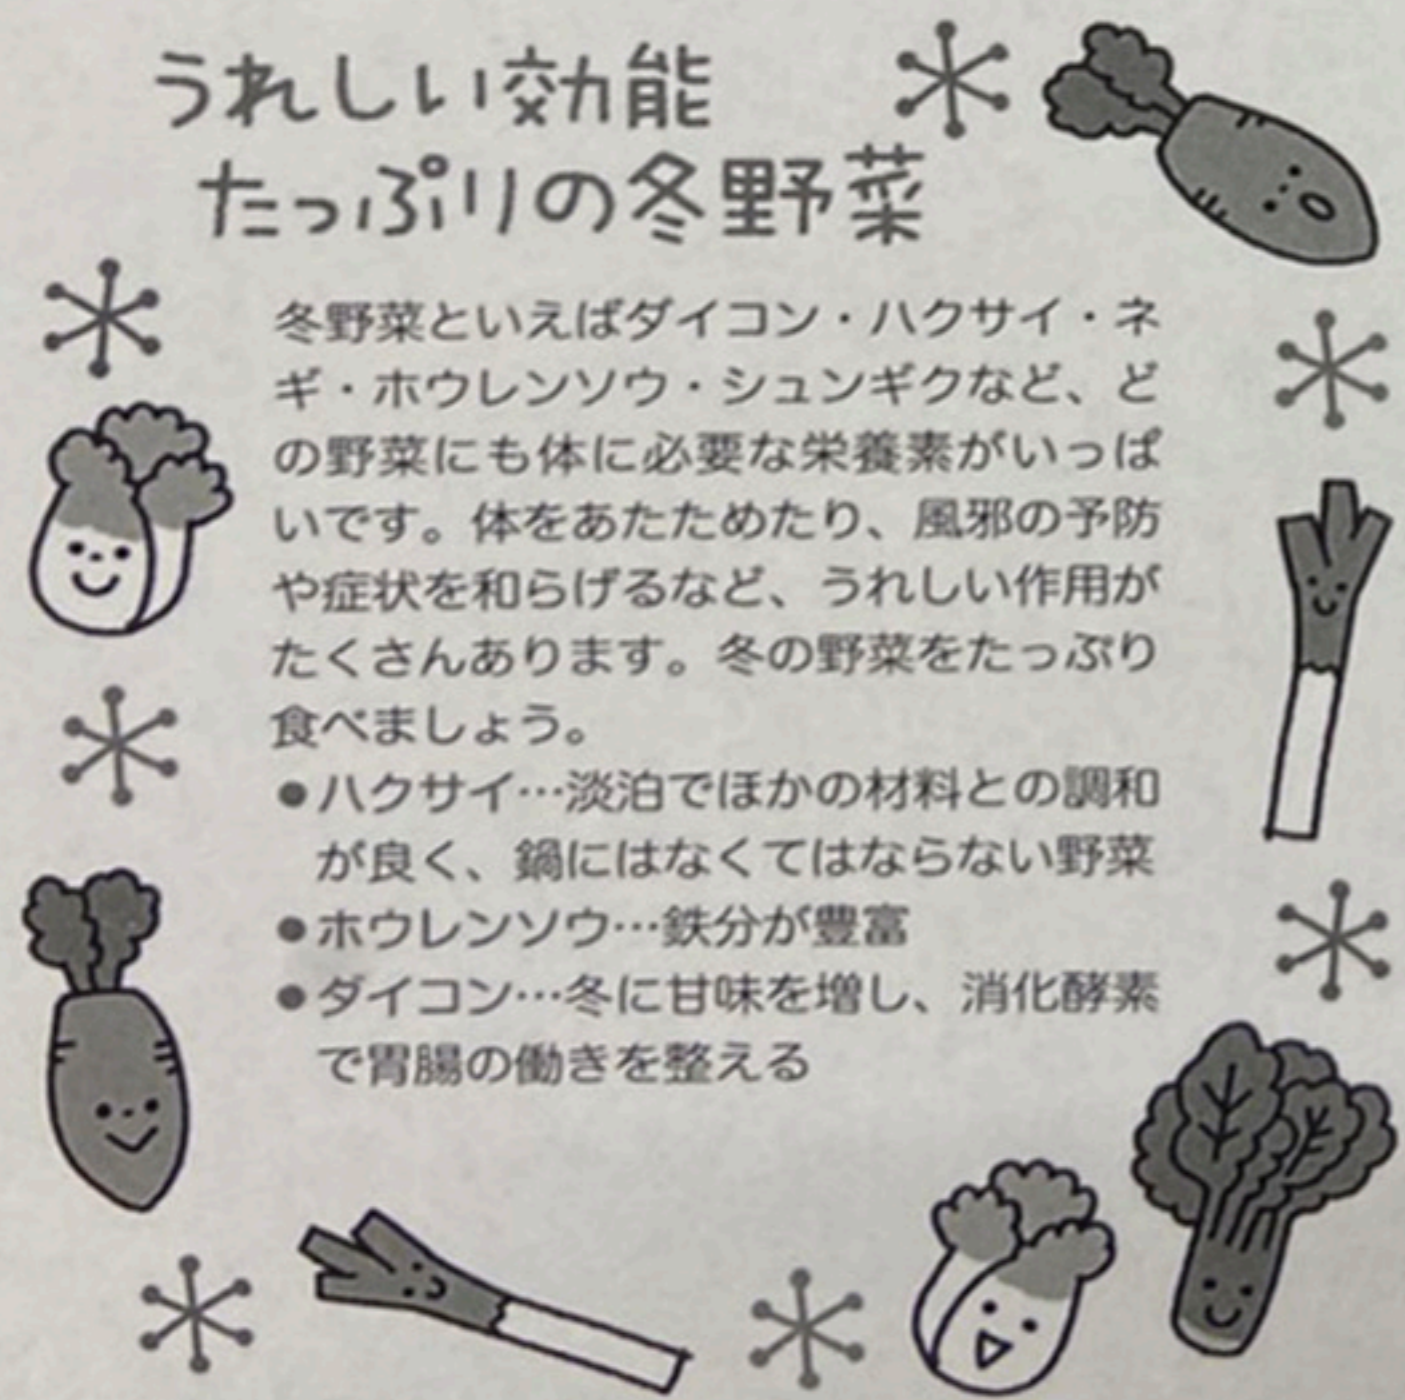 うれしい効能
たっぷりの冬野菜
冬野菜といえばダイコン・ハクサイ・ネ
ギ・ホウレンソウ・シュンギクなど、ど
の野菜にも体に必要な栄養素がいっぱ
いです。体をあたためたり、風邪の予防
や症状を和らげるなど、うれしい作用が
たくさんあります。冬の野菜をたっぷり
食べましょう。
●ハクサイ…淡泊でほかの材料との調和
が良く、鍋にはなくてはならない野菜
●ホウレンソウ…鉄分が豊富
●ダイコン…冬に甘味を増し、消化酵素
で胃腸の働きを整える